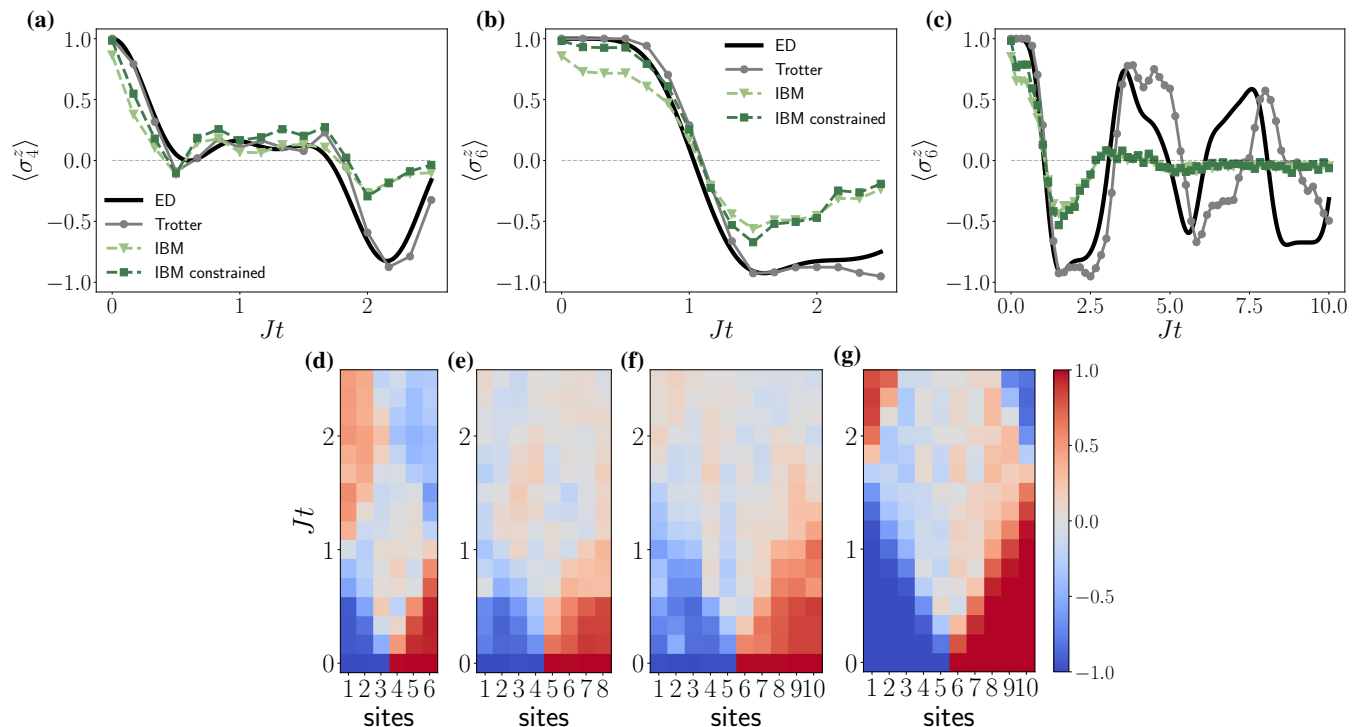 (a)
1.0
0.5
0.0
−0.5
−1.0
⟨σ₄ᶻ⟩
ED
Trotter
IBM
IBM constrained
0 1 2
Jt
(b)
1.0
0.5
0.0
−0.5
−1.0
⟨σ₆ᶻ⟩
ED
Trotter
IBM
IBM constrained
0 1 2
Jt
(c)
1.0
0.5
0.0
−0.5
−1.0
⟨σ₆ᶻ⟩
0.0 2.5 5.0 7.5 10.0
Jt
(d)
2
1
0
Jt
1 2 3 4 5 6
sites
(e)
2
1
0
1 2 3 4 5 6 7 8
sites
(f)
2
1
0
1 2 3 4 5 6 7 8 9 10
sites
(g)
2
1
0
1 2 3 4 5 6 7 8 9 10
sites
1.0
0.5
0.0
−0.5
−1.0